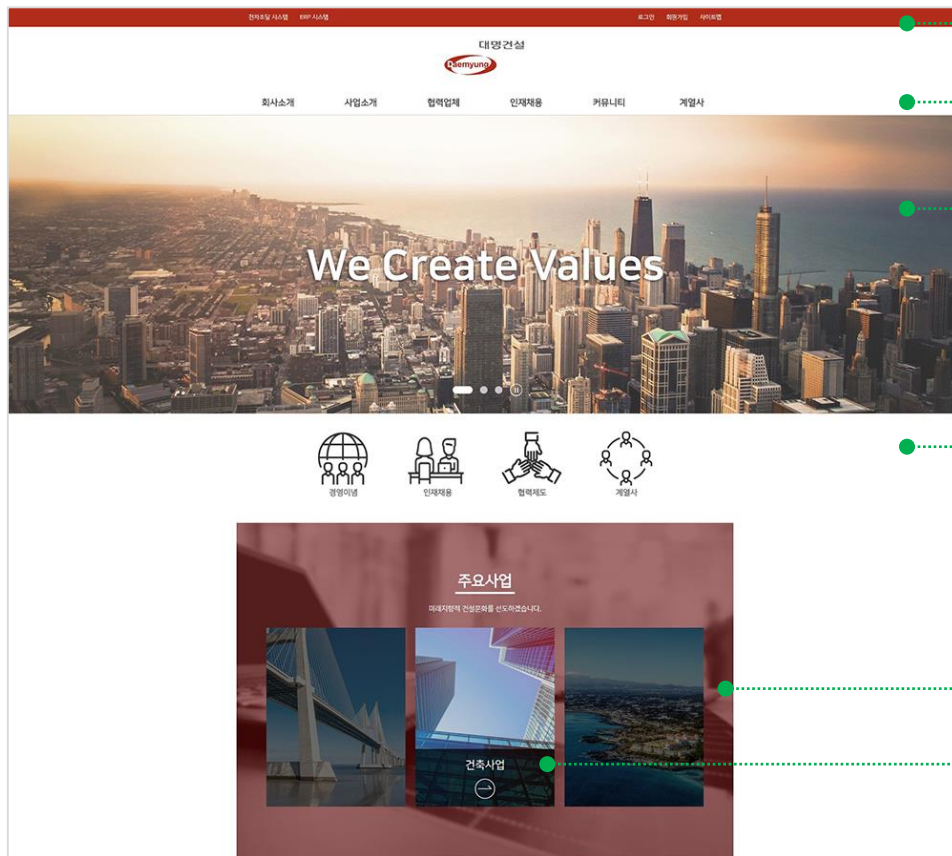 전자조달 시스템 ERP 시스템 로그인 회원가입 사이트맵
대명건설
Daemyung
회사소개 사업소개 협력업체 인재채용 커뮤니티 계열사
We Create Values
경영이념 인재채용 협력제도 계열사
주요사업
미래지향적 건설문화를 선도하겠습니다.
건축사업